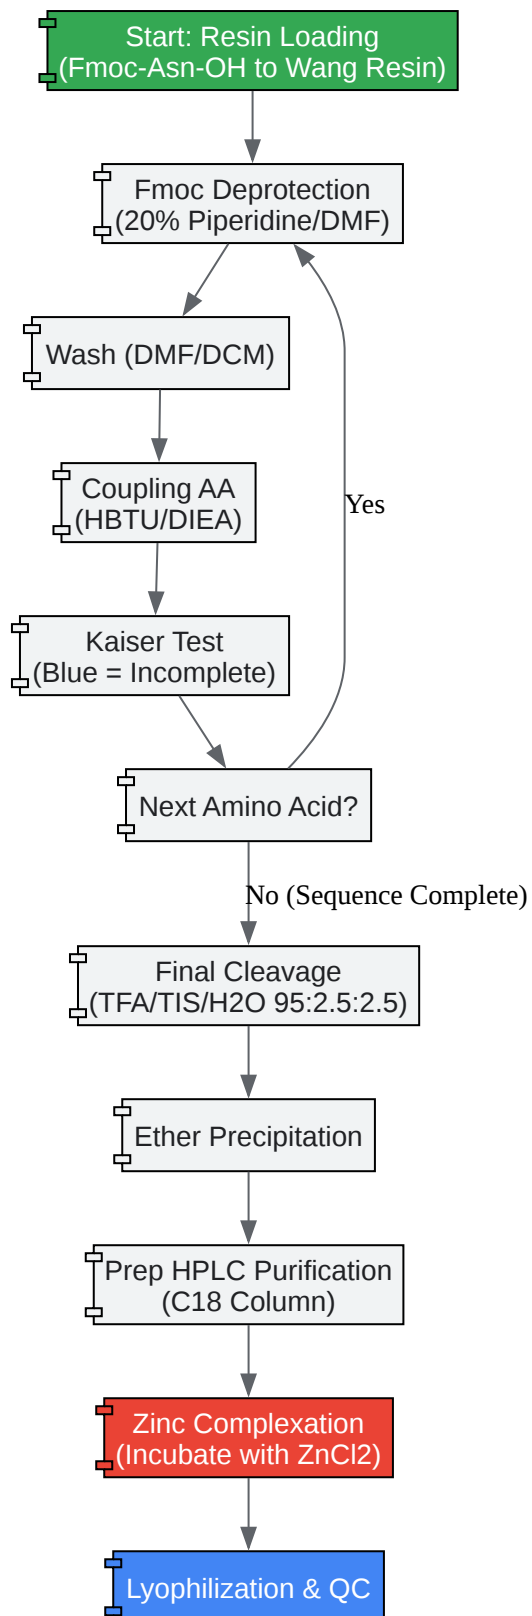 Start: Resin Loading
(Fmoc-Asn-OH to Wang Resin)
Fmoc Deprotection
(20% Piperidine/DMF)
Wash (DMF/DCM)
Coupling AA
(HBTU/DIEA)
Yes
Kaiser Test
(Blue = Incomplete)
Next Amino Acid?
No (Sequence Complete)
Final Cleavage
(TFA/TIS/H2O 95:2.5:2.5)
Ether Precipitation
Prep HPLC Purification
(C18 Column)
Zinc Complexation
(Incubate with ZnCl2)
Lyophilization & QC